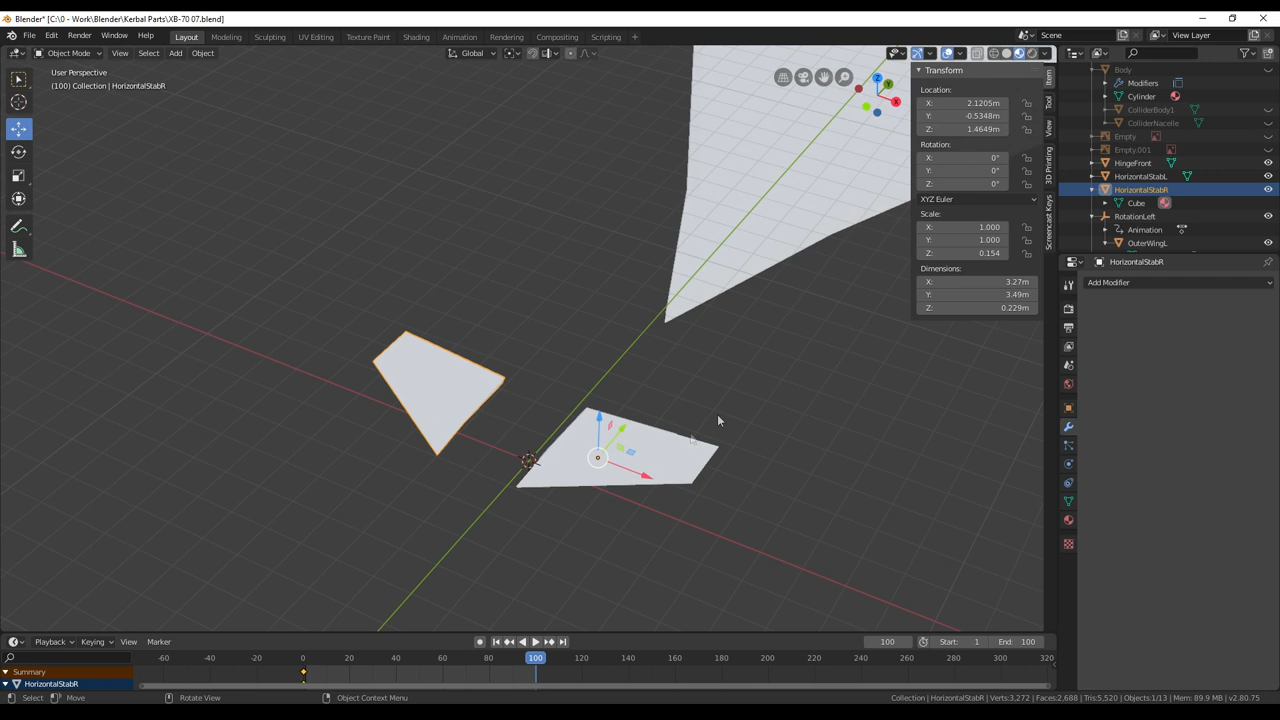 Blender* [C:\0 - Work\Blender\Kerbal Parts\XB-70 07.blend]
File Edit Render Window Help Layout Modeling Sculpting UV Editing Texture Paint Shading Animation Rendering Compositing Scripting + Scene View Layer
Object Mode View Select Add Object Global
User Perspective
(100) Collection | HorizontalStabR
Transform
Location:
X: 2.1205m
Y: -0.5348m
Z: 1.4649m
Rotation:
X: 0°
Y: 0°
Z: 0°
XYZ Euler
Scale:
X: 1.000
Y: 1.000
Z: 0.154
Dimensions:
X: 3.27m
Y: 3.49m
Z: 0.229m
Item
Tool
View
3D Printing
Screencast Keys
Z
Y
X
Body
Modifiers
Cylinder
ColliderBody1
ColliderNacelle
Empty
Empty.001
HingeFront
HorizontalStabL
HorizontalStabR
Cube
RotationLeft
Animation
OuterWingL
HorizontalStabR
Add Modifier
Playback Keying View Marker 100 Start: 1 End: 100
-60 -40 -20 0 20 40 60 80 100 120 140 160 180 200 220 240 260 280 300 320
Summary
HorizontalStabR
Select Move Rotate View Object Context Menu Collection | HorizontalStabR | Verts:3,272 | Faces:2,688 | Tris:5,520 | Objects:1/13 | Mem: 89.9 MB | v2.80.75